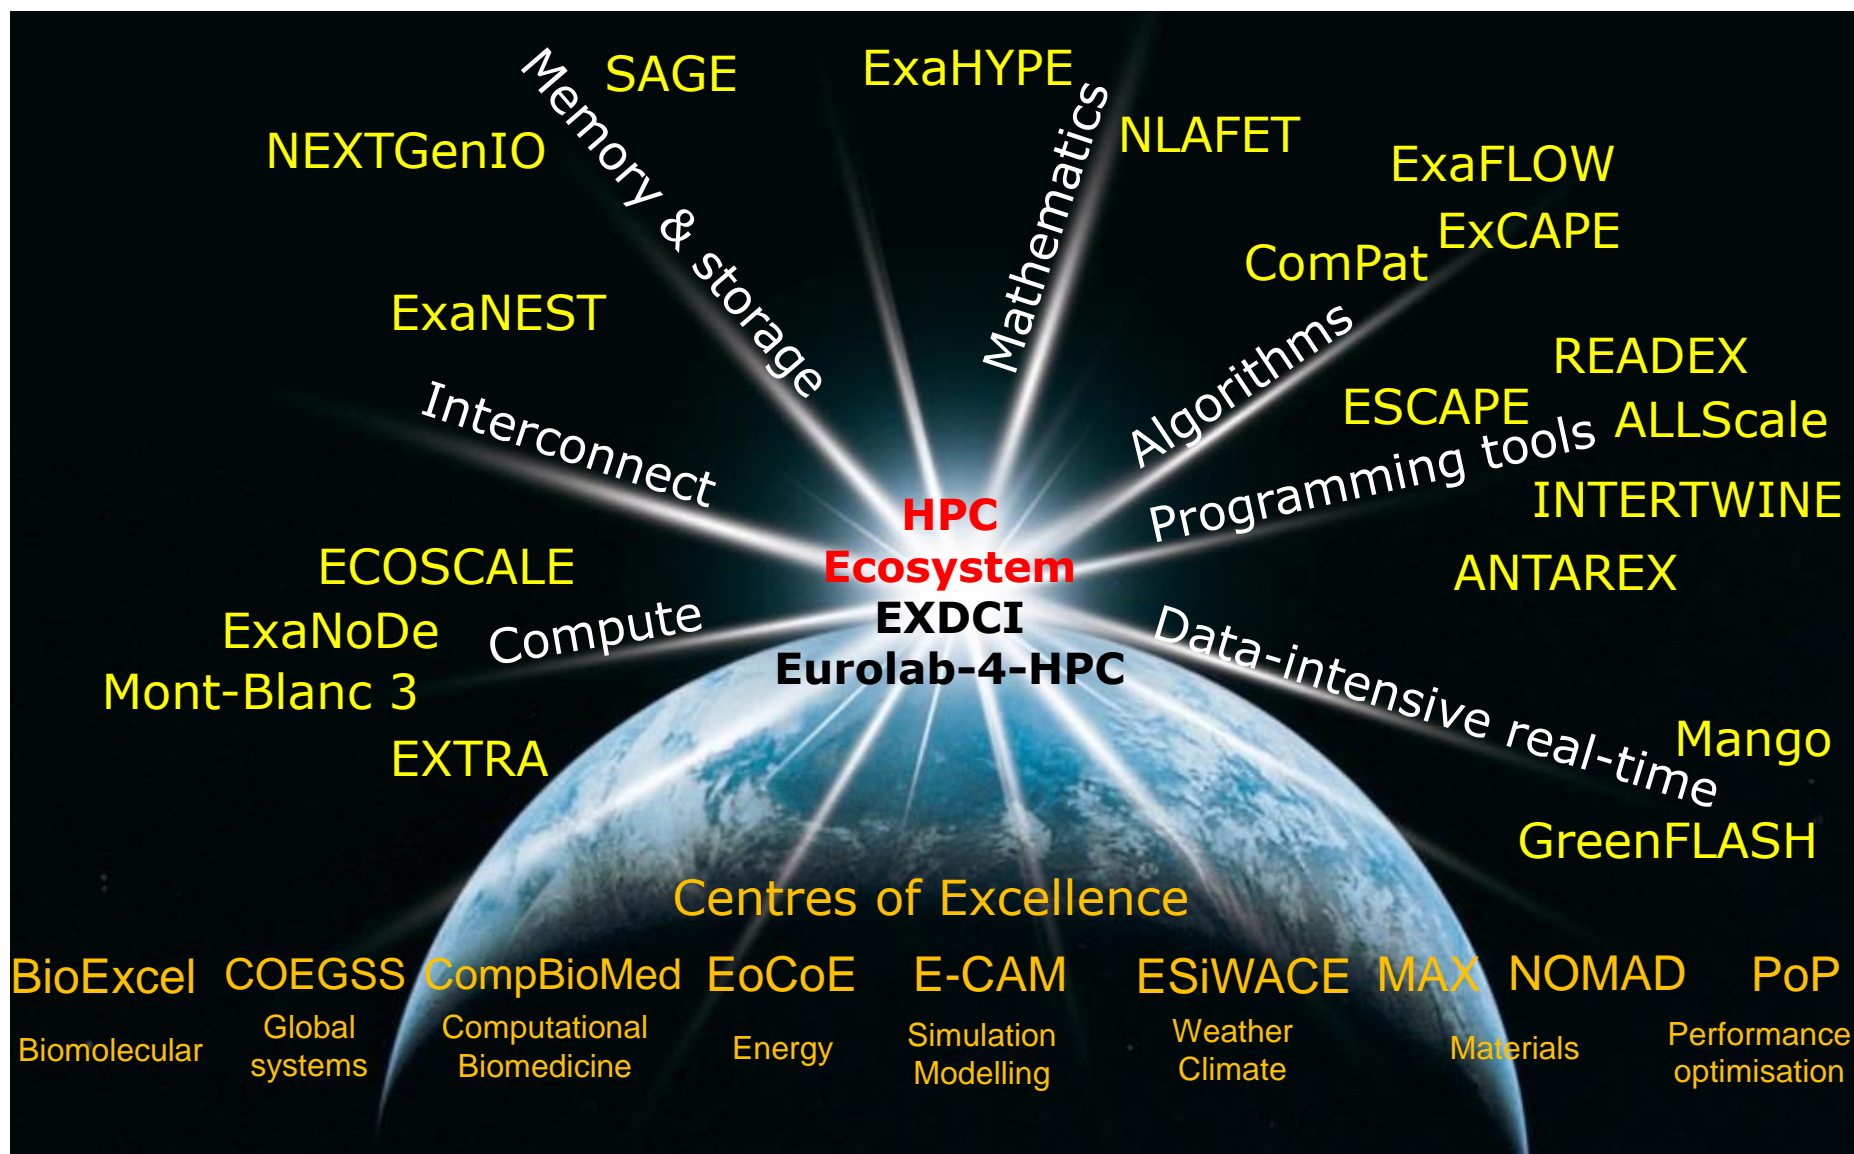 SAGE
ExaHYPE
Memory & storage
Mathematics
NEXTGenIO
NLAFET
ExaFLOW
ExCAPE
ComPat
ExaNEST
Algorithms
READEX
Interconnect
ESCAPE
ALLScale
Programming tools
INTERTWINE
HPC
Ecosystem
EXDCI
Eurolab-4-HPC
ECOSCALE
ANTAREX
ExaNoDe
Compute
Data-intensive real-time
Mont-Blanc 3
EXTRA
Mango
GreenFLASH
Centres of Excellence
BioExcel
Biomolecular
COEGSS
Global
systems
CompBioMed
Computational
Biomedicine
EoCoE
Energy
E-CAM
Simulation
Modelling
ESiWACE
Weather
Climate
MAX
NOMAD
Materials
PoP
Performance
optimisation